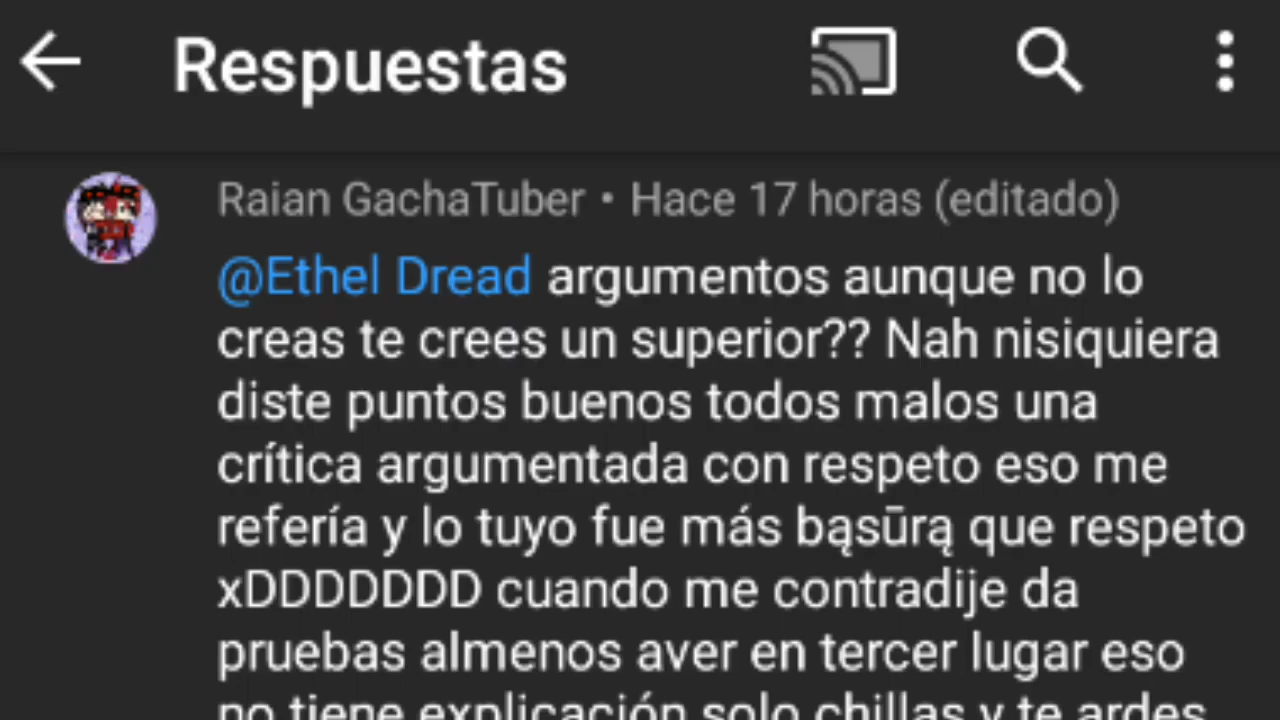 Respuestas
Raian GachaTuber • Hace 17 horas (editado)
@Ethel Dread argumentos aunque no lo
creas te crees un superior?? Nah nisiquiera
diste puntos buenos todos malos una
crítica argumentada con respeto eso me
refería y lo tuyo fue más bąsūrą que respeto
xDDDDDDD cuando me contradije da
pruebas almenos aver en tercer lugar eso
no tiene explicación solo chillas y te ardes